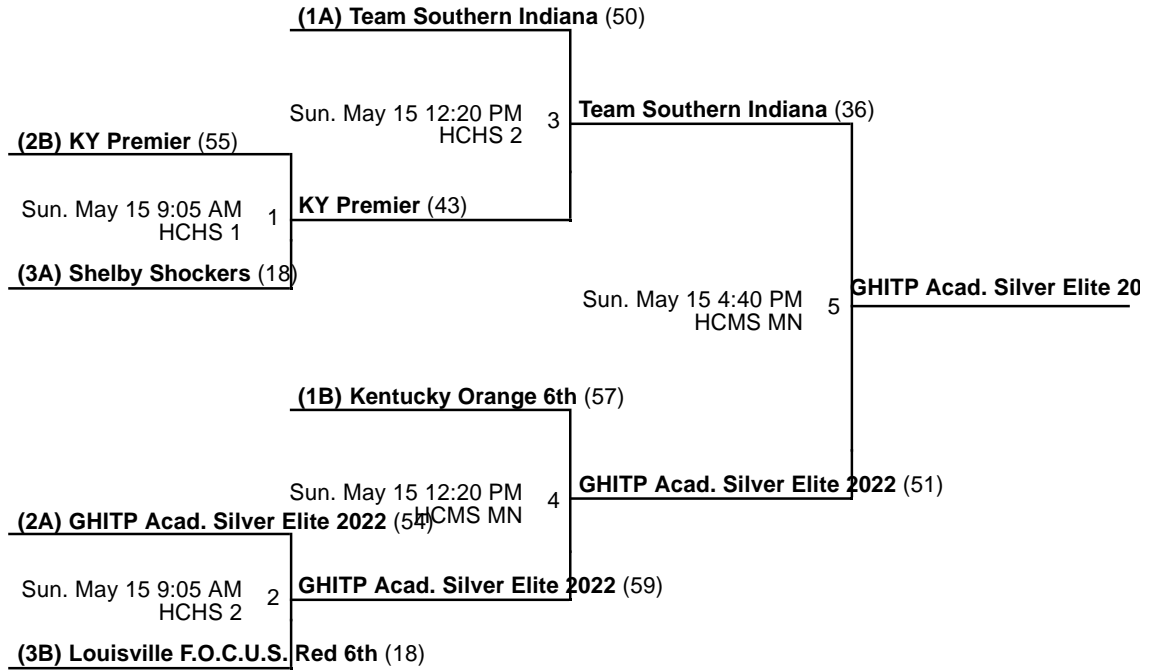 (1A) Team Southern Indiana (50)
Sun. May 15 12:20 PM
HCHS 2
3
Team Southern Indiana (36)
(2B) KY Premier (55)
Sun. May 15 9:05 AM
HCHS 1
1
KY Premier (43)
(3A) Shelby Shockers (18)
Sun. May 15 4:40 PM
HCMS MN
5
GHITP Acad. Silver Elite 20
(1B) Kentucky Orange 6th (57)
Sun. May 15 12:20 PM
HCMS MN
4
GHITP Acad. Silver Elite 2022 (51)
(2A) GHITP Acad. Silver Elite 2022 (54)
Sun. May 15 9:05 AM
HCHS 2
2
GHITP Acad. Silver Elite 2022 (59)
(3B) Louisville F.O.C.U.S. Red 6th (18)